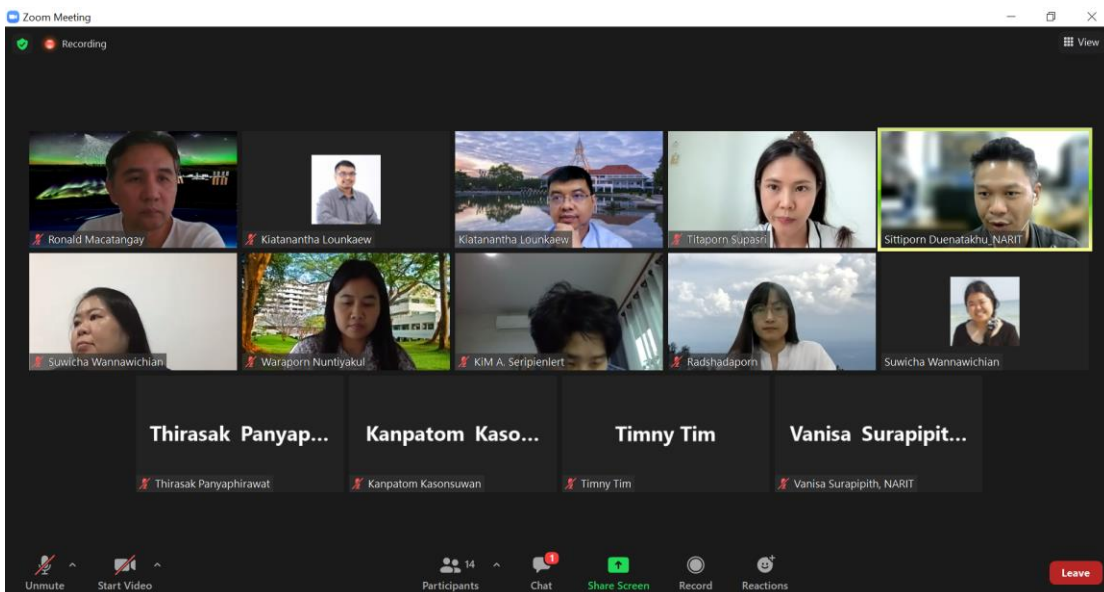 Zoom Meeting
Recording
View
Ronald Macatangay
Kiatanantha Lounkaew
Kiatanantha Lounkaew
Titaporn Supasri
Sittiporn Duenatakhu_NARIT
Suwicha Wannawichian
Waraporn Nuntiyakul
KiM A. Seripienlert
Radshadaporn
Suwicha Wannawichian
Thirasak Panyap...
Kanpatom Kaso...
Timny Tim
Vanisa Surapipit...
Thirasak Panyaphirawat
Kanpatom Kasonsuwan
Timny Tim
Vanisa Surapipith, NARIT
14
1
Unmute
Start Video
Participants
Chat
Share Screen
Record
Reactions
Leave